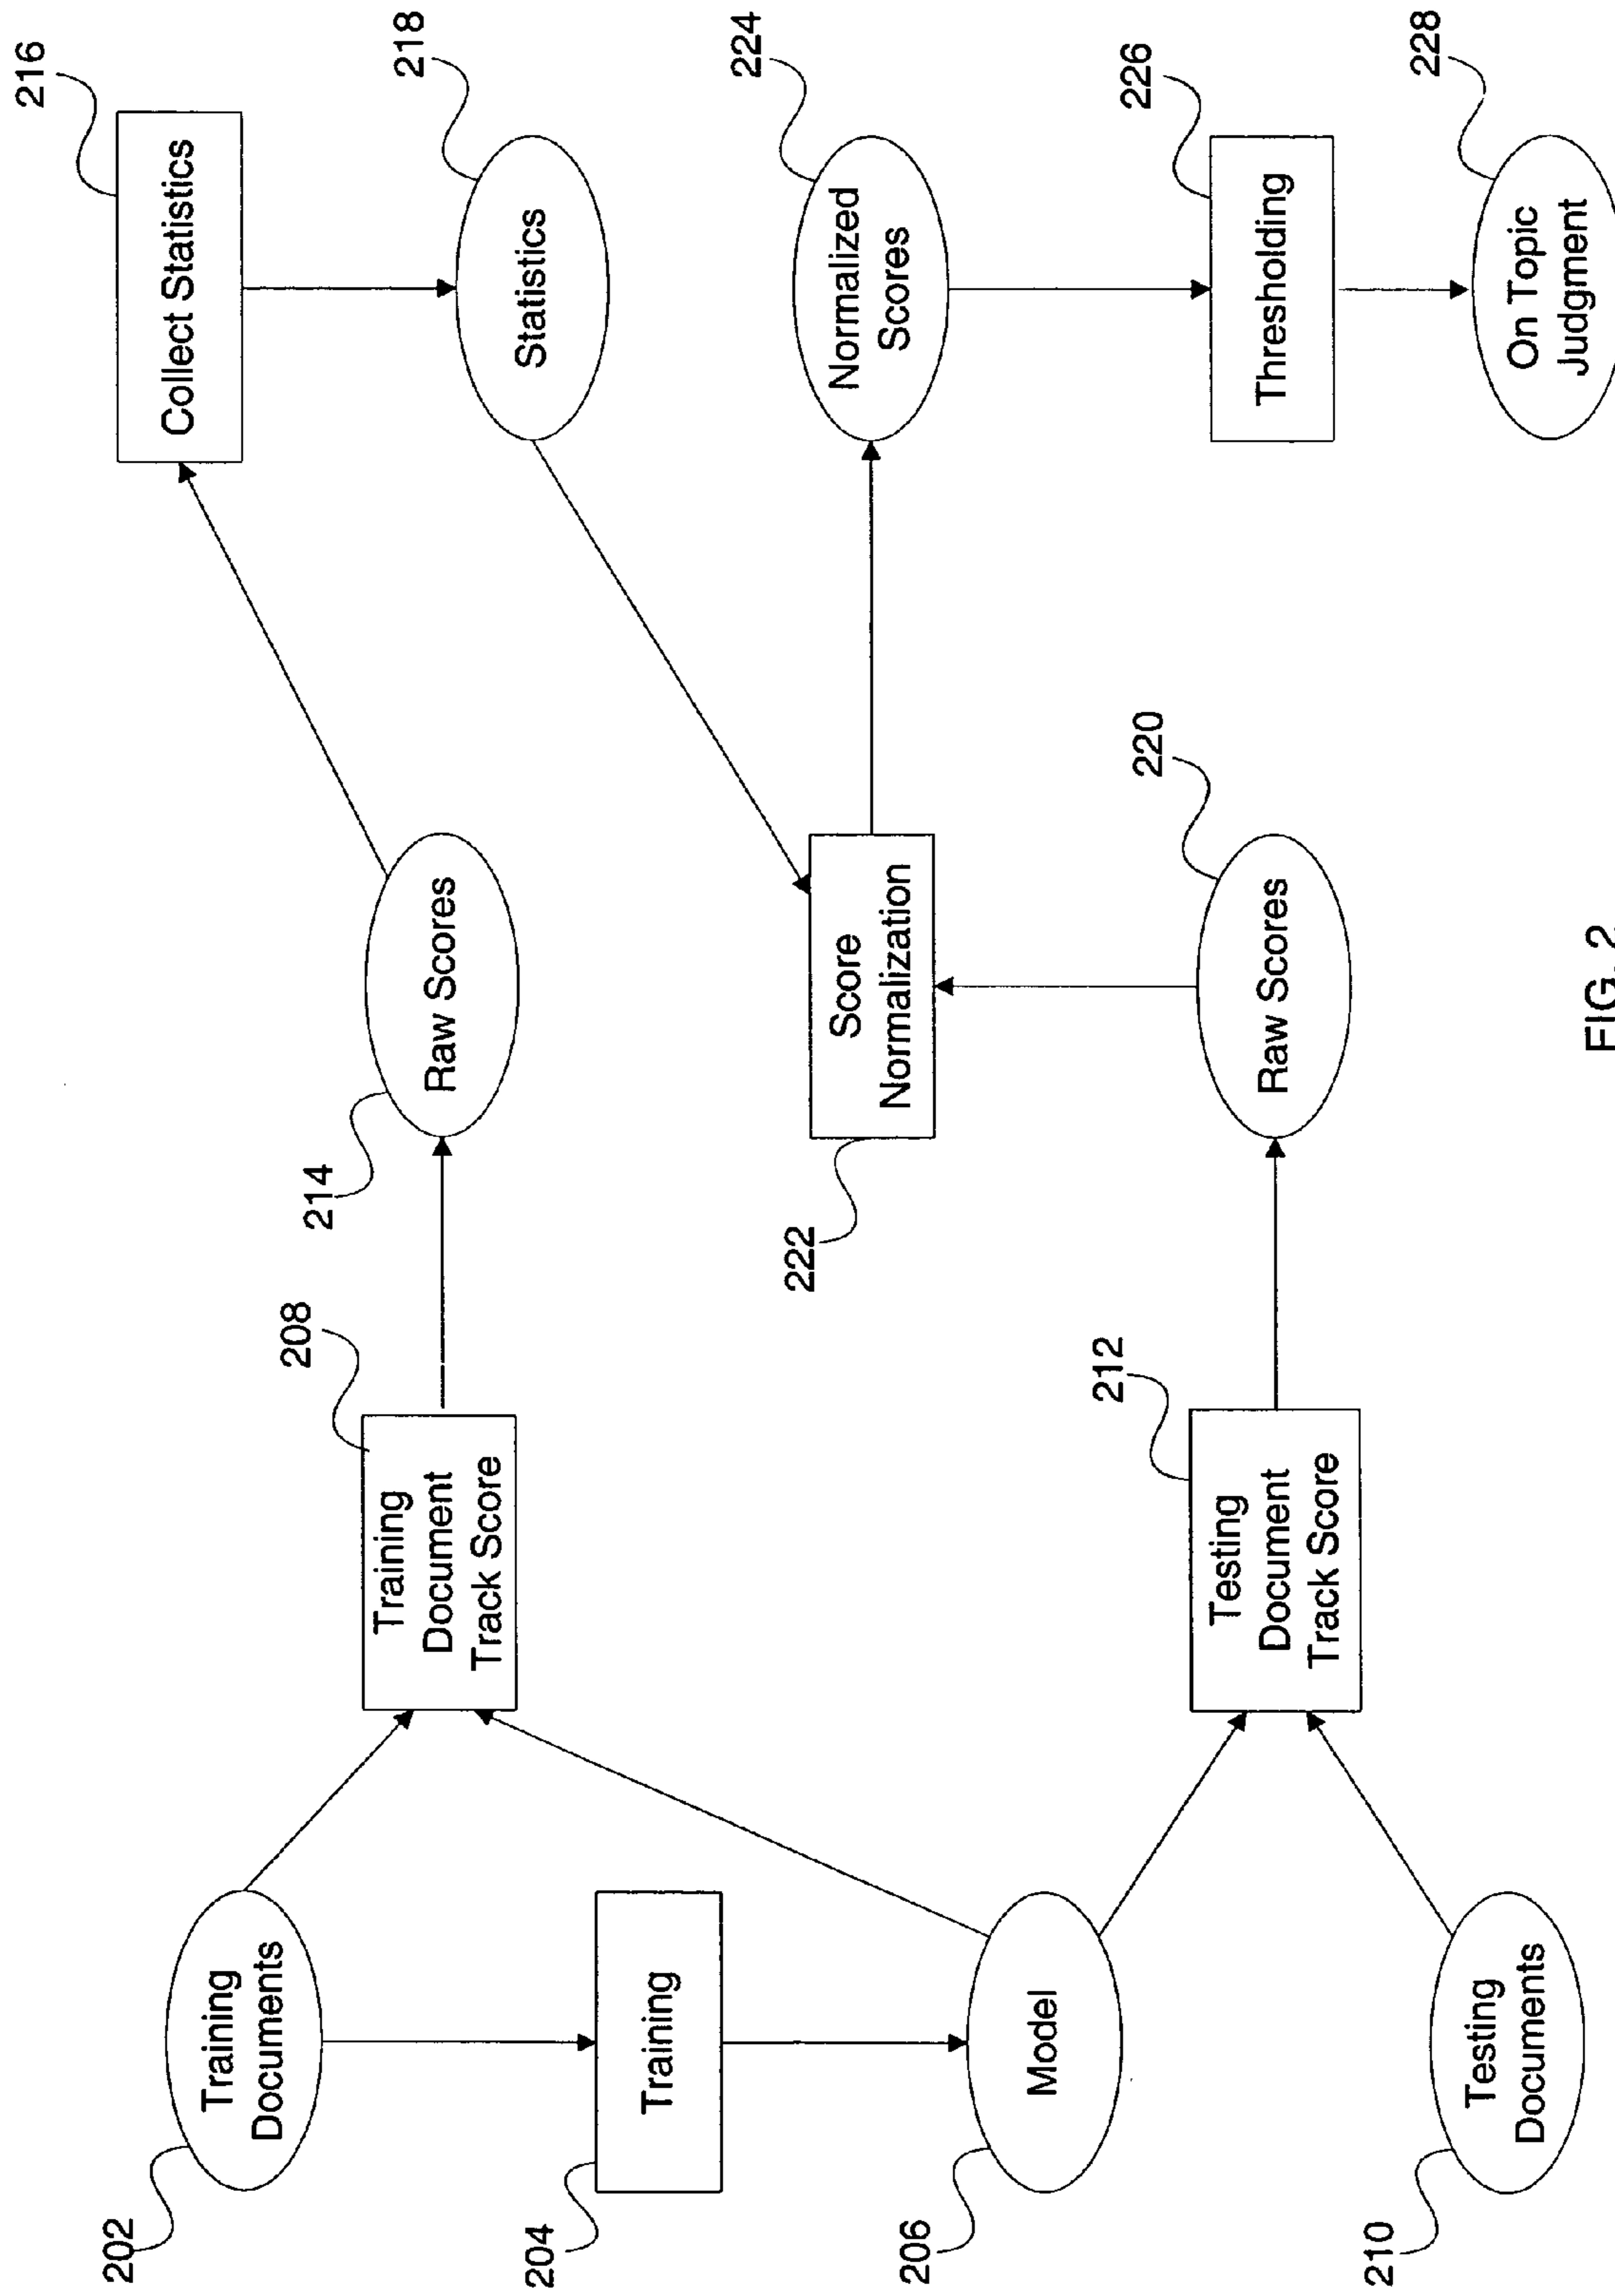 202
Training
Documents
204
Training
206
Model
210
Testing
Documents
208
Training
Document
Track Score
212
Testing
Document
Track Score
214
Raw Scores
222
Score
Normalization
220
Raw Scores
216
Collect Statistics
218
Statistics
224
Normalized
Scores
226
Thresholding
228
On Topic
Judgment
FIG. 2